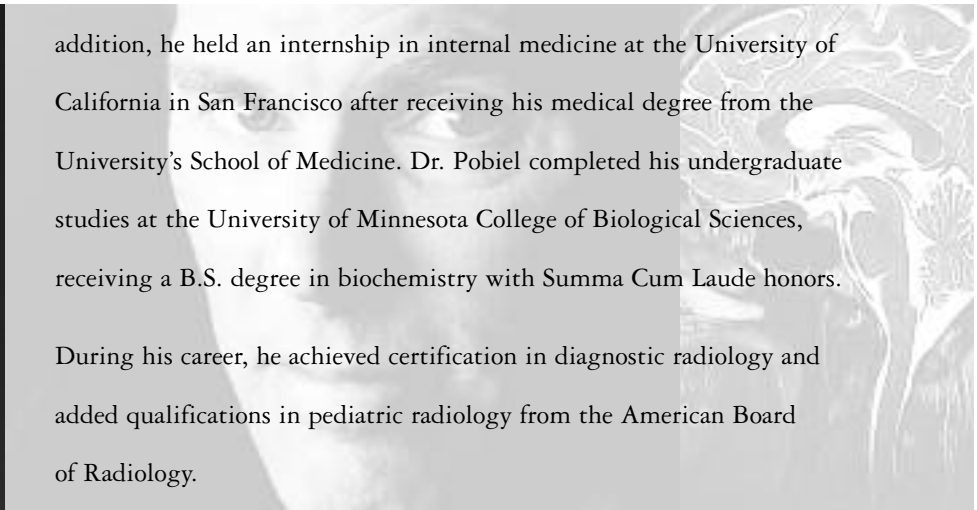 addition, he held an internship in internal medicine at the University of
California in San Francisco after receiving his medical degree from the
University's School of Medicine. Dr. Pobiel completed his undergraduate
studies at the University of Minnesota College of Biological Sciences,
receiving a B.S. degree in biochemistry with Summa Cum Laude honors.
During his career, he achieved certification in diagnostic radiology and
added qualifications in pediatric radiology from the American Board
of Radiology.